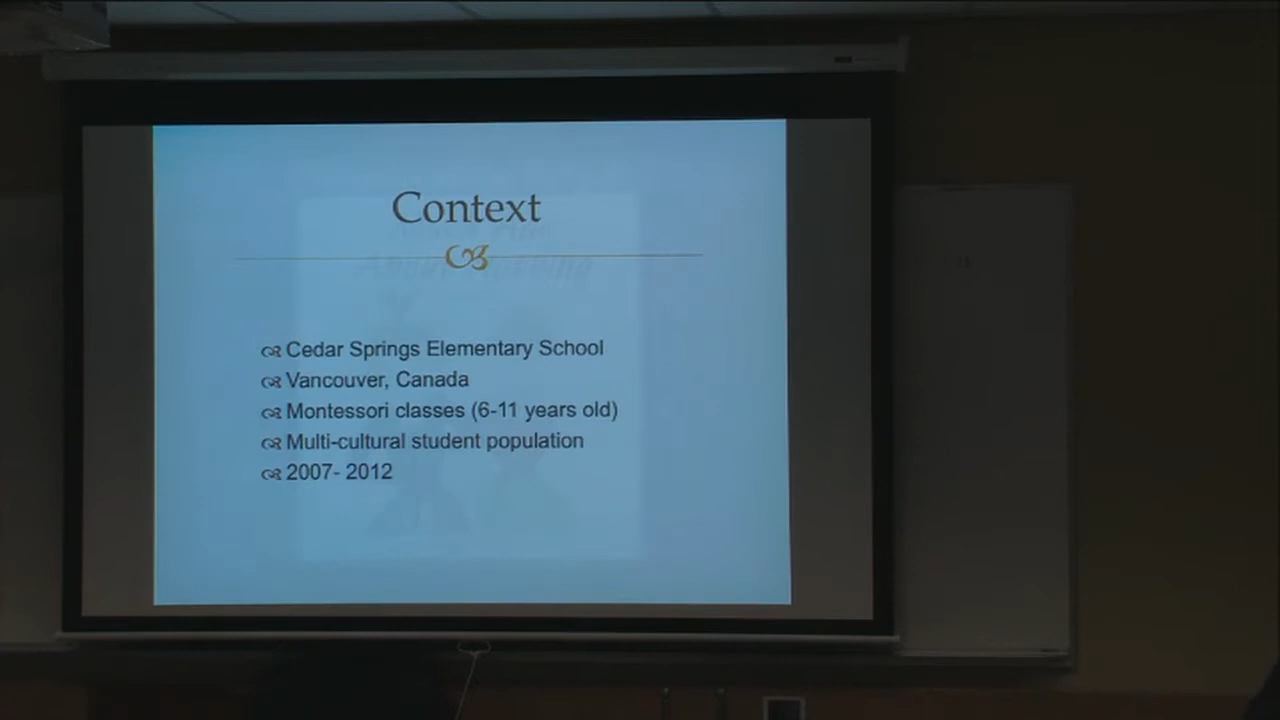 Context
Cedar Springs Elementary School
Vancouver, Canada
Montessori classes (6-11 years old)
Multi-cultural student population
2007- 2012